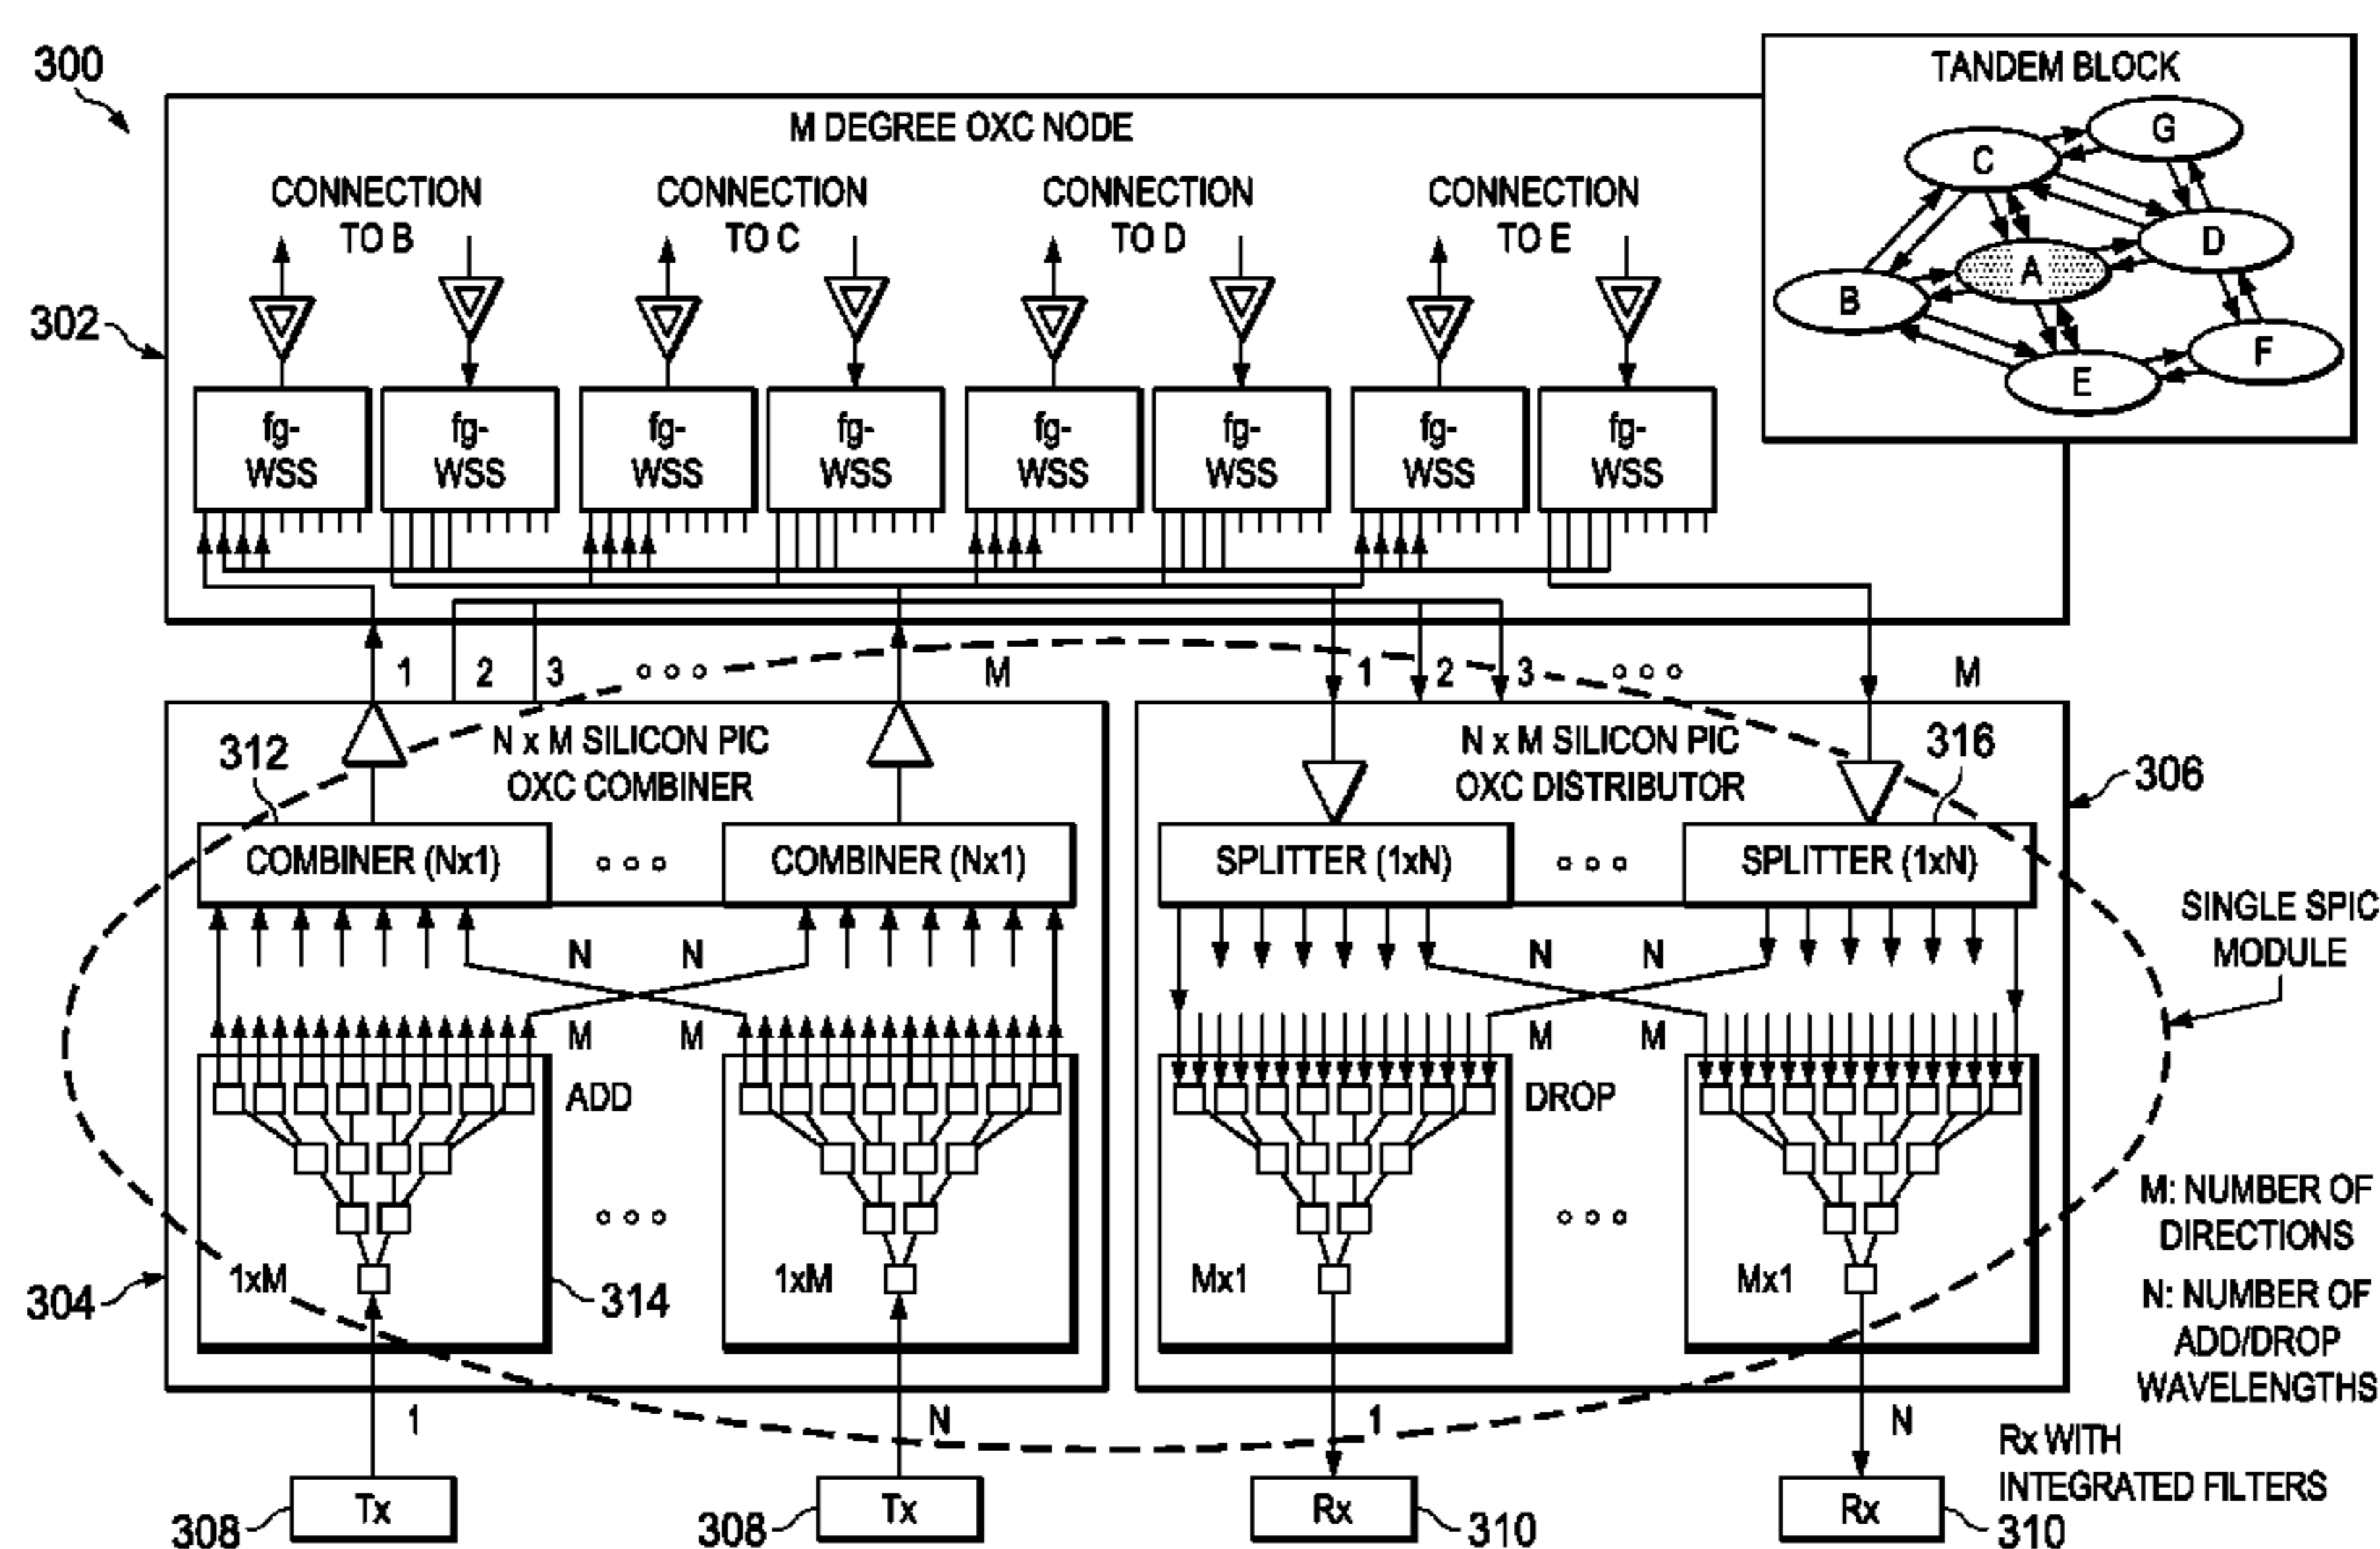 300
TANDEM BLOCK
G
C
D
A
B
F
E
M DEGREE OXC NODE
CONNECTION
TO B
CONNECTION
TO C
CONNECTION
TO D
CONNECTION
TO E
302
fg-
WSS
fg-
WSS
fg-
WSS
fg-
WSS
fg-
WSS
fg-
WSS
fg-
WSS
fg-
WSS
1 2 3 M
1 2 3 M
N x M SILICON PIC
OXC COMBINER
312
N x M SILICON PIC
OXC DISTRIBUTOR
316
306
COMBINER (Nx1)
COMBINER (Nx1)
SPLITTER (1xN)
SPLITTER (1xN)
SINGLE SPIC
MODULE
N N
M M
N N
M M
ADD
DROP
1xM
314
1xM
Mx1
Mx1
304
M: NUMBER OF
DIRECTIONS
N: NUMBER OF
ADD/DROP
WAVELENGTHS
1
N
1
N
Rx WITH
INTEGRATED FILTERS
308
Tx
308
Tx
Rx
310
Rx
310